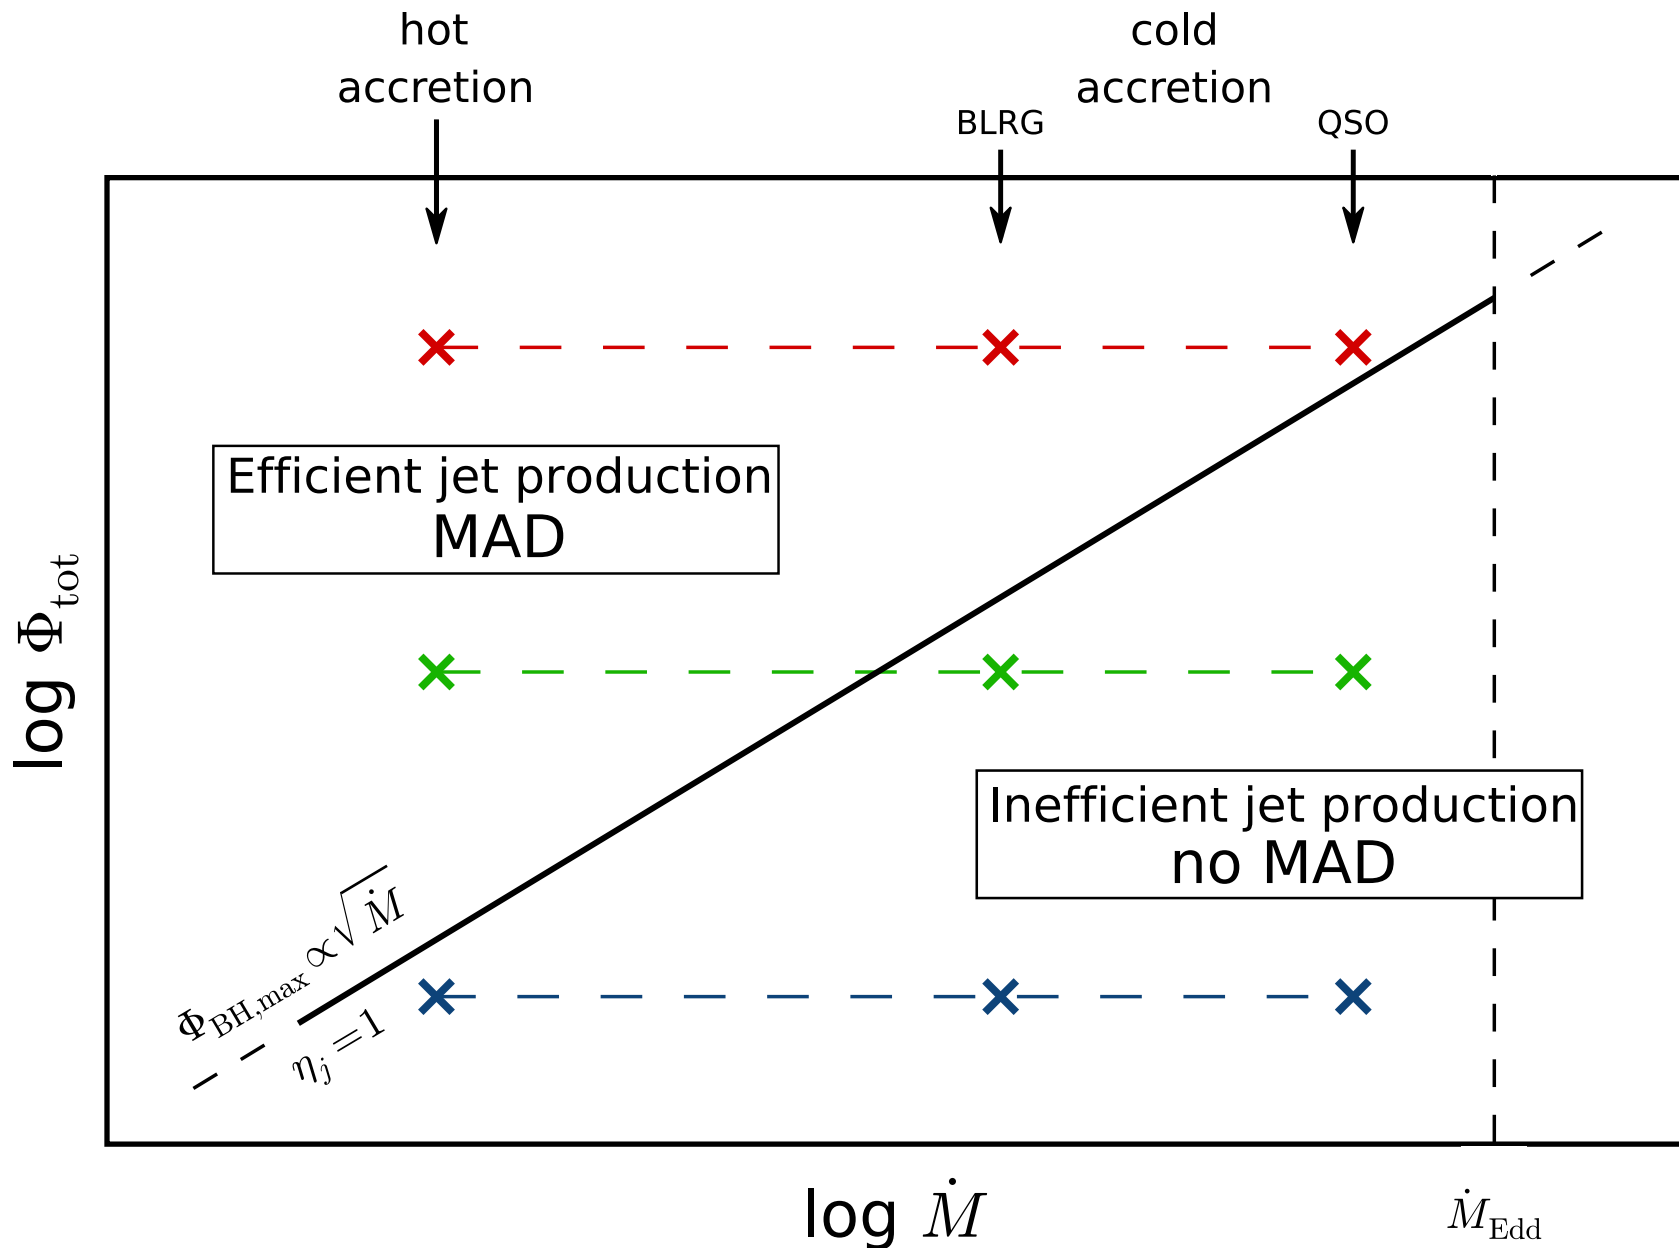 hot
accretion
cold
accretion
BLRG
QSO
Efficient jet production
MAD
log Φ_tot
Inefficient jet production
no MAD
Φ_BH,max ∝ √Ṁ
η_j = 1
log Ṁ
Ṁ_Edd